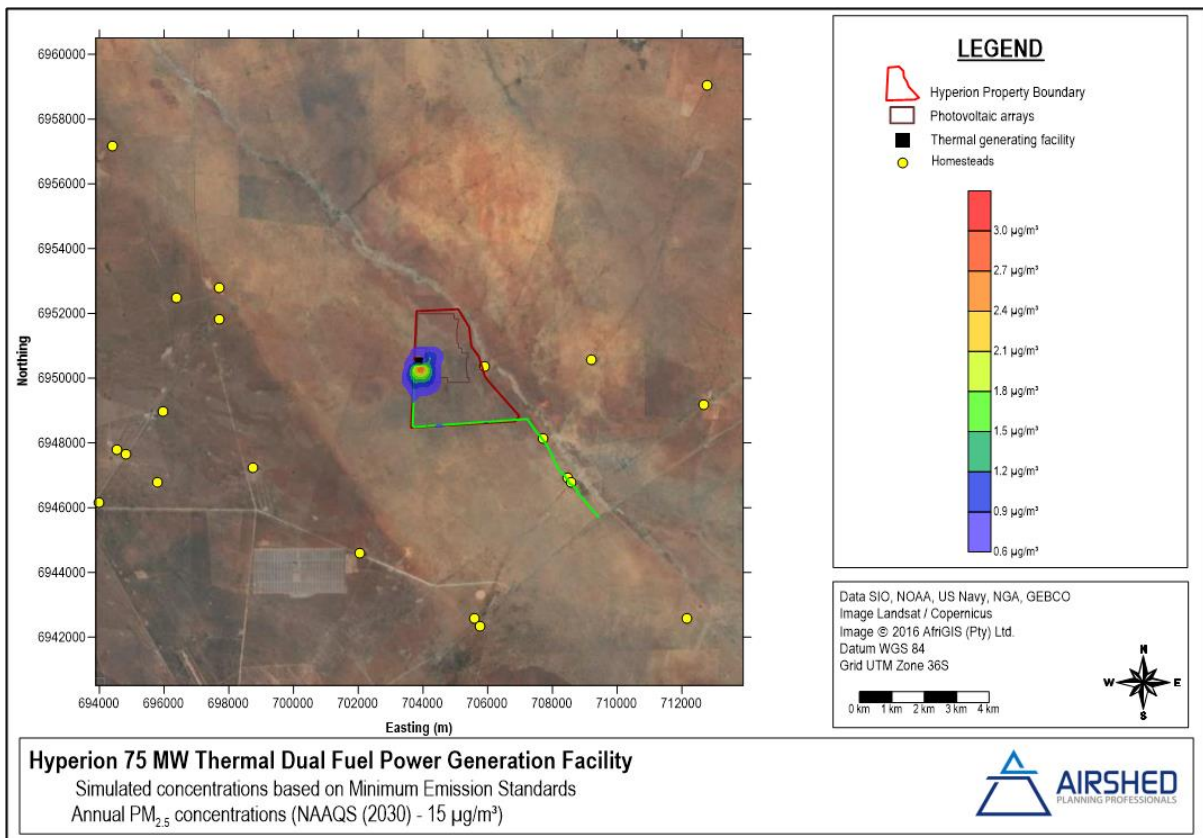 6960000
6958000
6956000
6954000
6952000
6950000
6948000
6946000
6944000
6942000
Northing
694000 696000 698000 700000 702000 704000 706000 708000 710000 712000
Easting (m)
LEGEND
Hyperion Property Boundary
Photovoltaic arrays
Thermal generating facility
Homesteads
3.0 µg/m³
2.7 µg/m³
2.4 µg/m³
2.1 µg/m³
1.8 µg/m³
1.5 µg/m³
1.2 µg/m³
0.9 µg/m³
0.6 µg/m³
Data SIO, NOAA, US Navy, NGA, GEBCO
Image Landsat / Copernicus
Image © 2016 AfriGIS (Pty) Ltd.
Datum WGS 84
Grid UTM Zone 36S
0 km 1 km 2 km 3 km 4 km
N
W E
S
Hyperion 75 MW Thermal Dual Fuel Power Generation Facility
Simulated concentrations based on Minimum Emission Standards
Annual PM₂.₅ concentrations (NAAQS (2030) - 15 µg/m³)
AIRSHED
PLANNING PROFESSIONALS